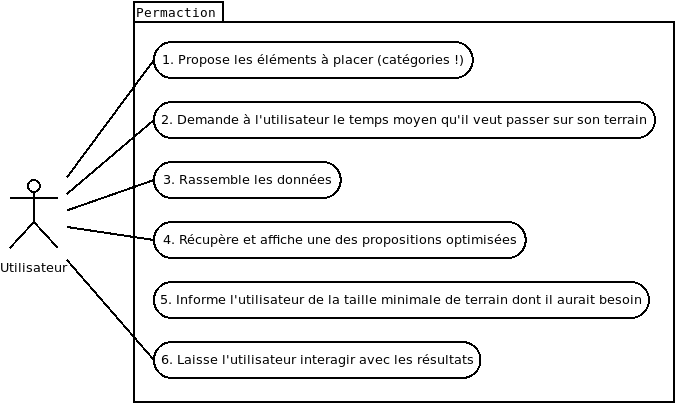 Permaction
1. Propose les éléments à placer (catégories !)
2. Demande à l'utilisateur le temps moyen qu'il veut passer sur son terrain
3. Rassemble les données
4. Récupère et affiche une des propositions optimisées
Utilisateur
5. Informe l'utilisateur de la taille minimale de terrain dont il aurait besoin
6. Laisse l'utilisateur interagir avec les résultats